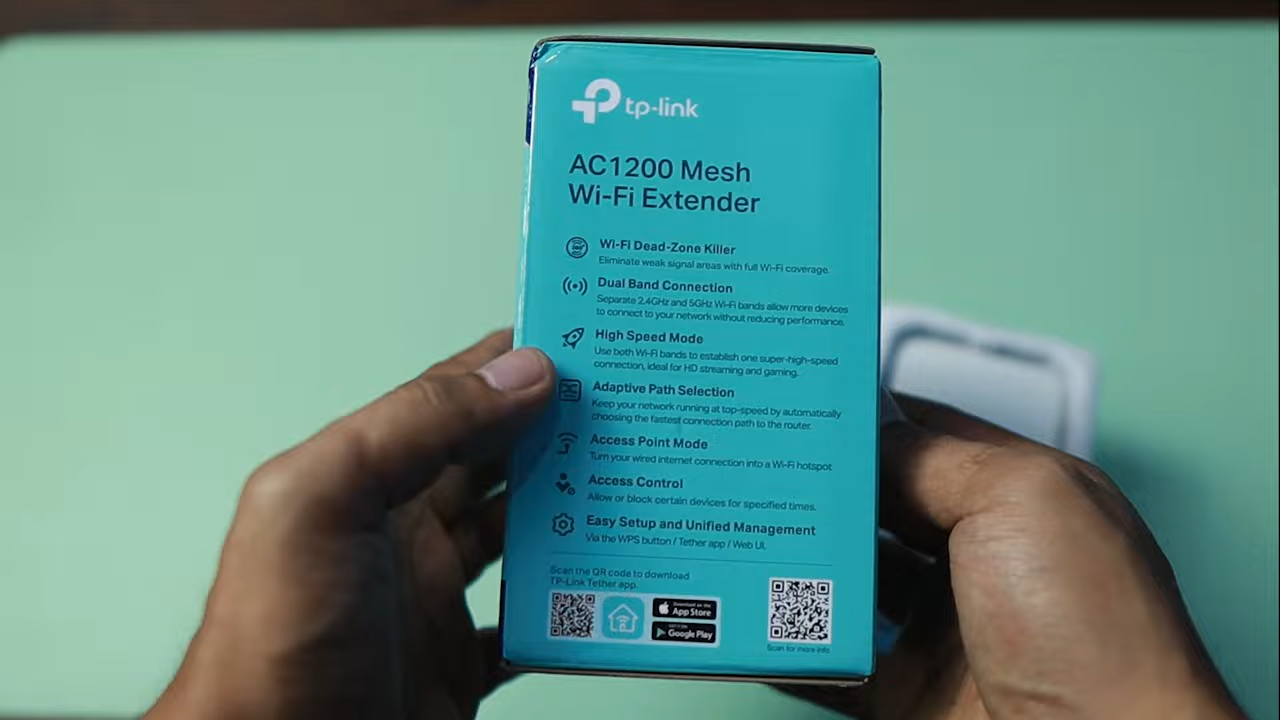 tp-link
AC1200 Mesh
Wi-Fi Extender
Wi-Fi Dead-Zone Killer
Eliminate weak signal areas with full Wi-Fi coverage.
Dual Band Connection
Separate 2.4GHz and 5GHz Wi-Fi bands allow more devices
to connect to your network without reducing performance.
High Speed Mode
Use both Wi-Fi bands to establish one super-high-speed
connection, ideal for HD streaming and gaming.
Adaptive Path Selection
Keep your network running at top-speed by automatically
choosing the fastest connection path to the router.
Access Point Mode
Turn your wired internet connection into a Wi-Fi hotspot
Access Control
Allow or block certain devices for specified times.
Easy Setup and Unified Management
Via the WPS button / Tether app / Web UI.
Scan the QR code to download
TP-Link Tether app.
Download on the
App Store
GET IT ON
Google Play
Scan for more info